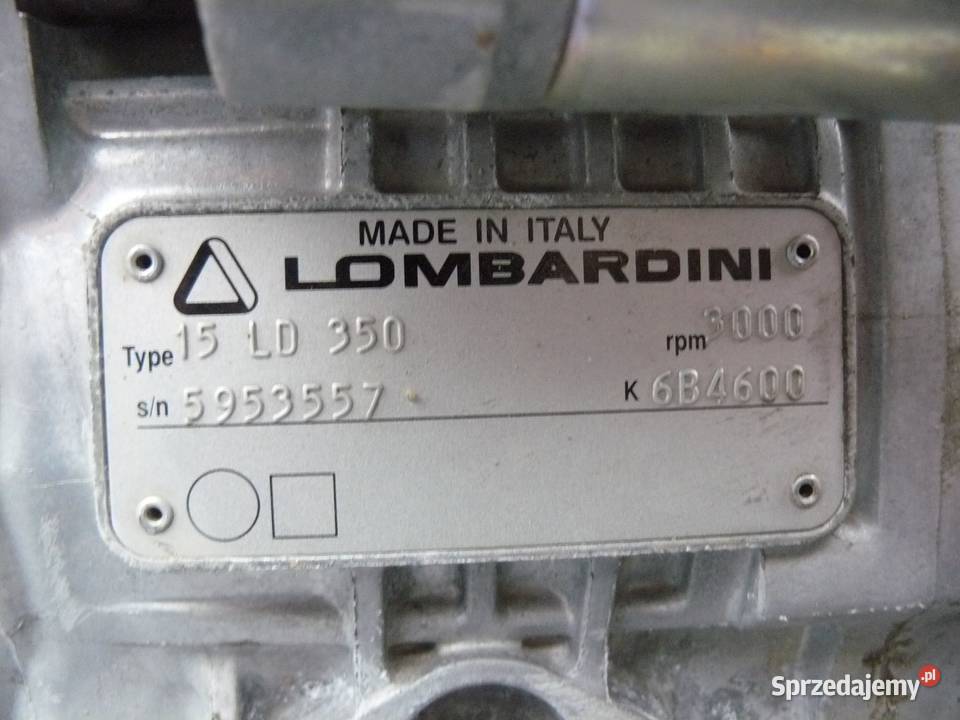 MADE IN ITALY
LOMBARDINI
Type 15 LD 350 rpm 3000
s/n 5953557 K 6B4600
Sprzedajemy.pl